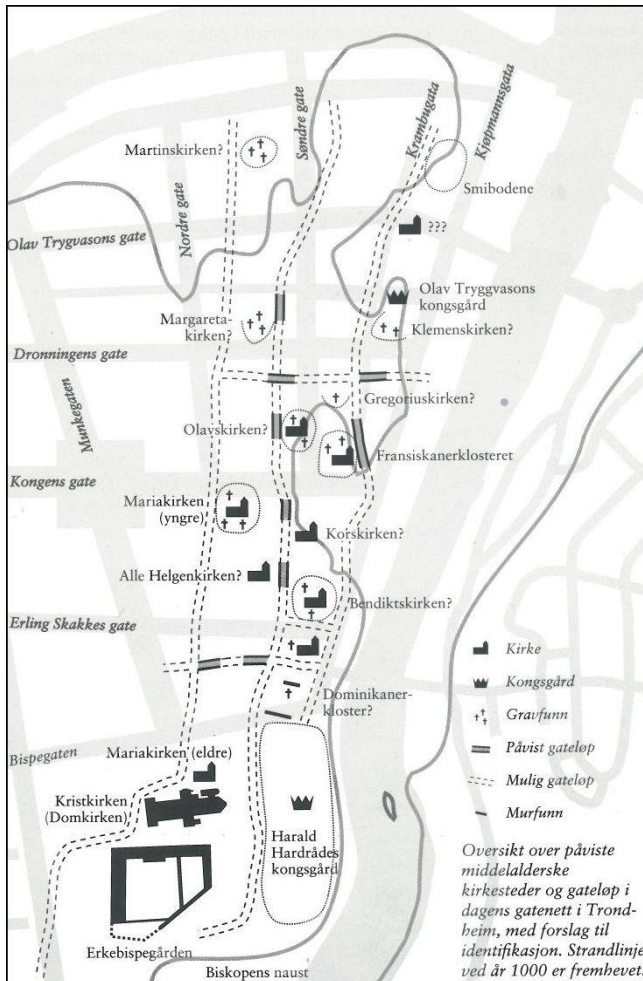 Søndre gate
Krambugata
Kjøpmannsgata
Martinskirken?
Nordre gate
Smibodene
Olav Trygvasons gate
???
Olav Tryggvasons
kongsgård
Margareta-
kirken?
Klemenskirken?
Dronningens gate
Munkegaten
Gregoriuskirken?
Olavskirken?
Fransiskanerklosteret
Kongens gate
Mariakirken
(yngre)
Korskirken?
Alle Helgenkirken?
Bendiktskirken?
Erling Skakkes gate
Kirke
Kongsgård
Gravfunn
Påvist gateløp
Mulig gateløp
Murfunn
Dominikaner-
kloster?
Bispegaten
Mariakirken (eldre)
Kristkirken
(Domkirken)
Harald
Hardrådes
kongsgård
Erkebispegården
Biskopens naust
Oversikt over påviste
middelalderske
kirkesteder og gateløp i
dagens gatenett i Trond-
heim, med forslag til
identifikasjon. Strandlinje
ved år 1000 er fremhevet.